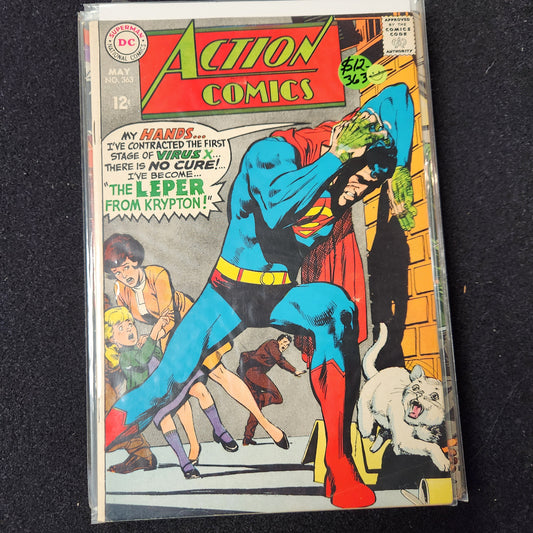 SUPERMAN
DC
NATIONAL COMICS
MAY
NO. 363
12¢
ACTION
COMICS
APPROVED
BY THE
COMICS
CODE
AUTHORITY
$12-
363
MY HANDS...
I'VE CONTRACTED THE FIRST
STAGE OF VIRUS X...
THERE IS NO CURE!...
I'VE BECOME...
"THE LEPER
FROM KRYPTON!"